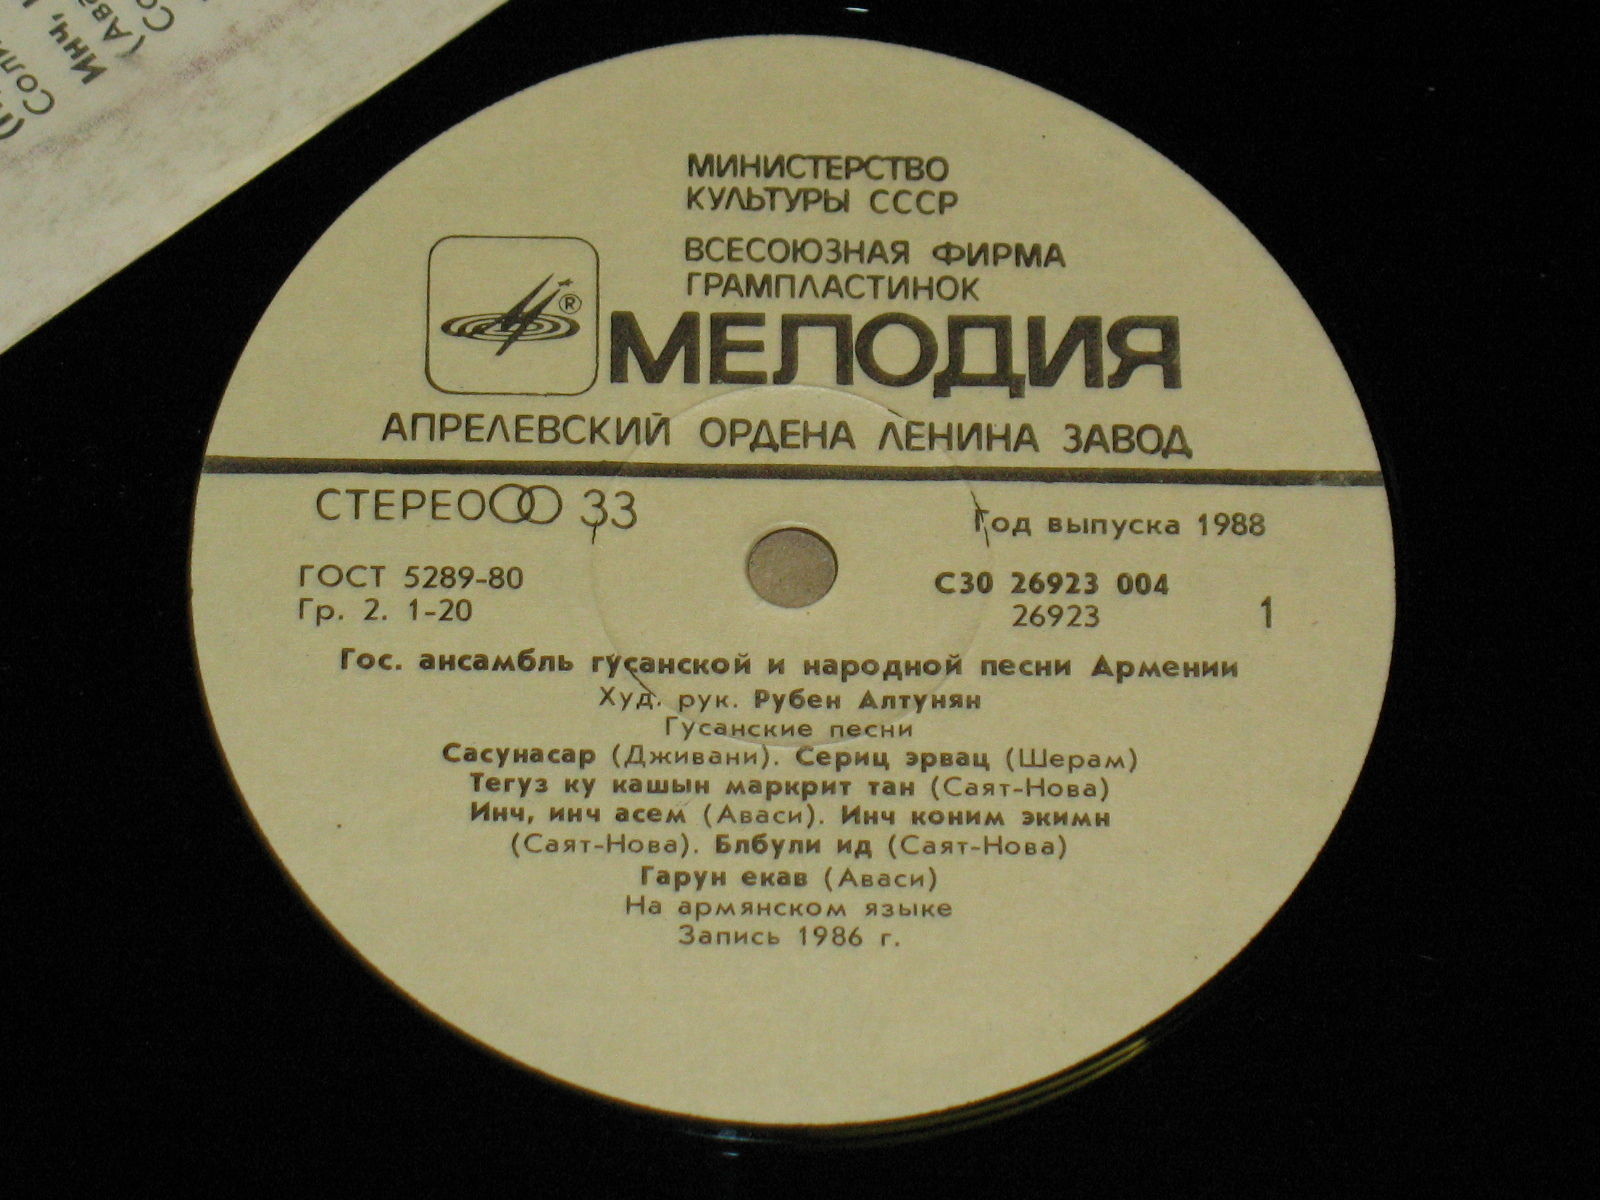 МИНИСТЕРСТВО
КУЛЬТУРЫ СССР
ВСЕСОЮЗНАЯ ФИРМА
ГРАМПЛАСТИНОК
®
МЕЛОДИЯ
АПРЕЛЕВСКИЙ ОРДЕНА ЛЕНИНА ЗАВОД
СТЕРЕО 33
Год выпуска 1988
ГОСТ 5289-80
С30 26923 004
Гр. 2. 1-20
26923
1
Гос. ансамбль гусанской и народной песни Армении
Худ. рук. Рубен Алтунян
Гусанские песни
Сасунасар (Дживани). Сериц эрвац (Шерам)
Тегуз ку кашын маркрит тан (Саят-Нова)
Инч, инч асем (Аваси). Инч коним экимн
(Саят-Нова). Блбули ид (Саят-Нова)
Гарун екав (Аваси)
На армянском языке
Запись 1986 г.